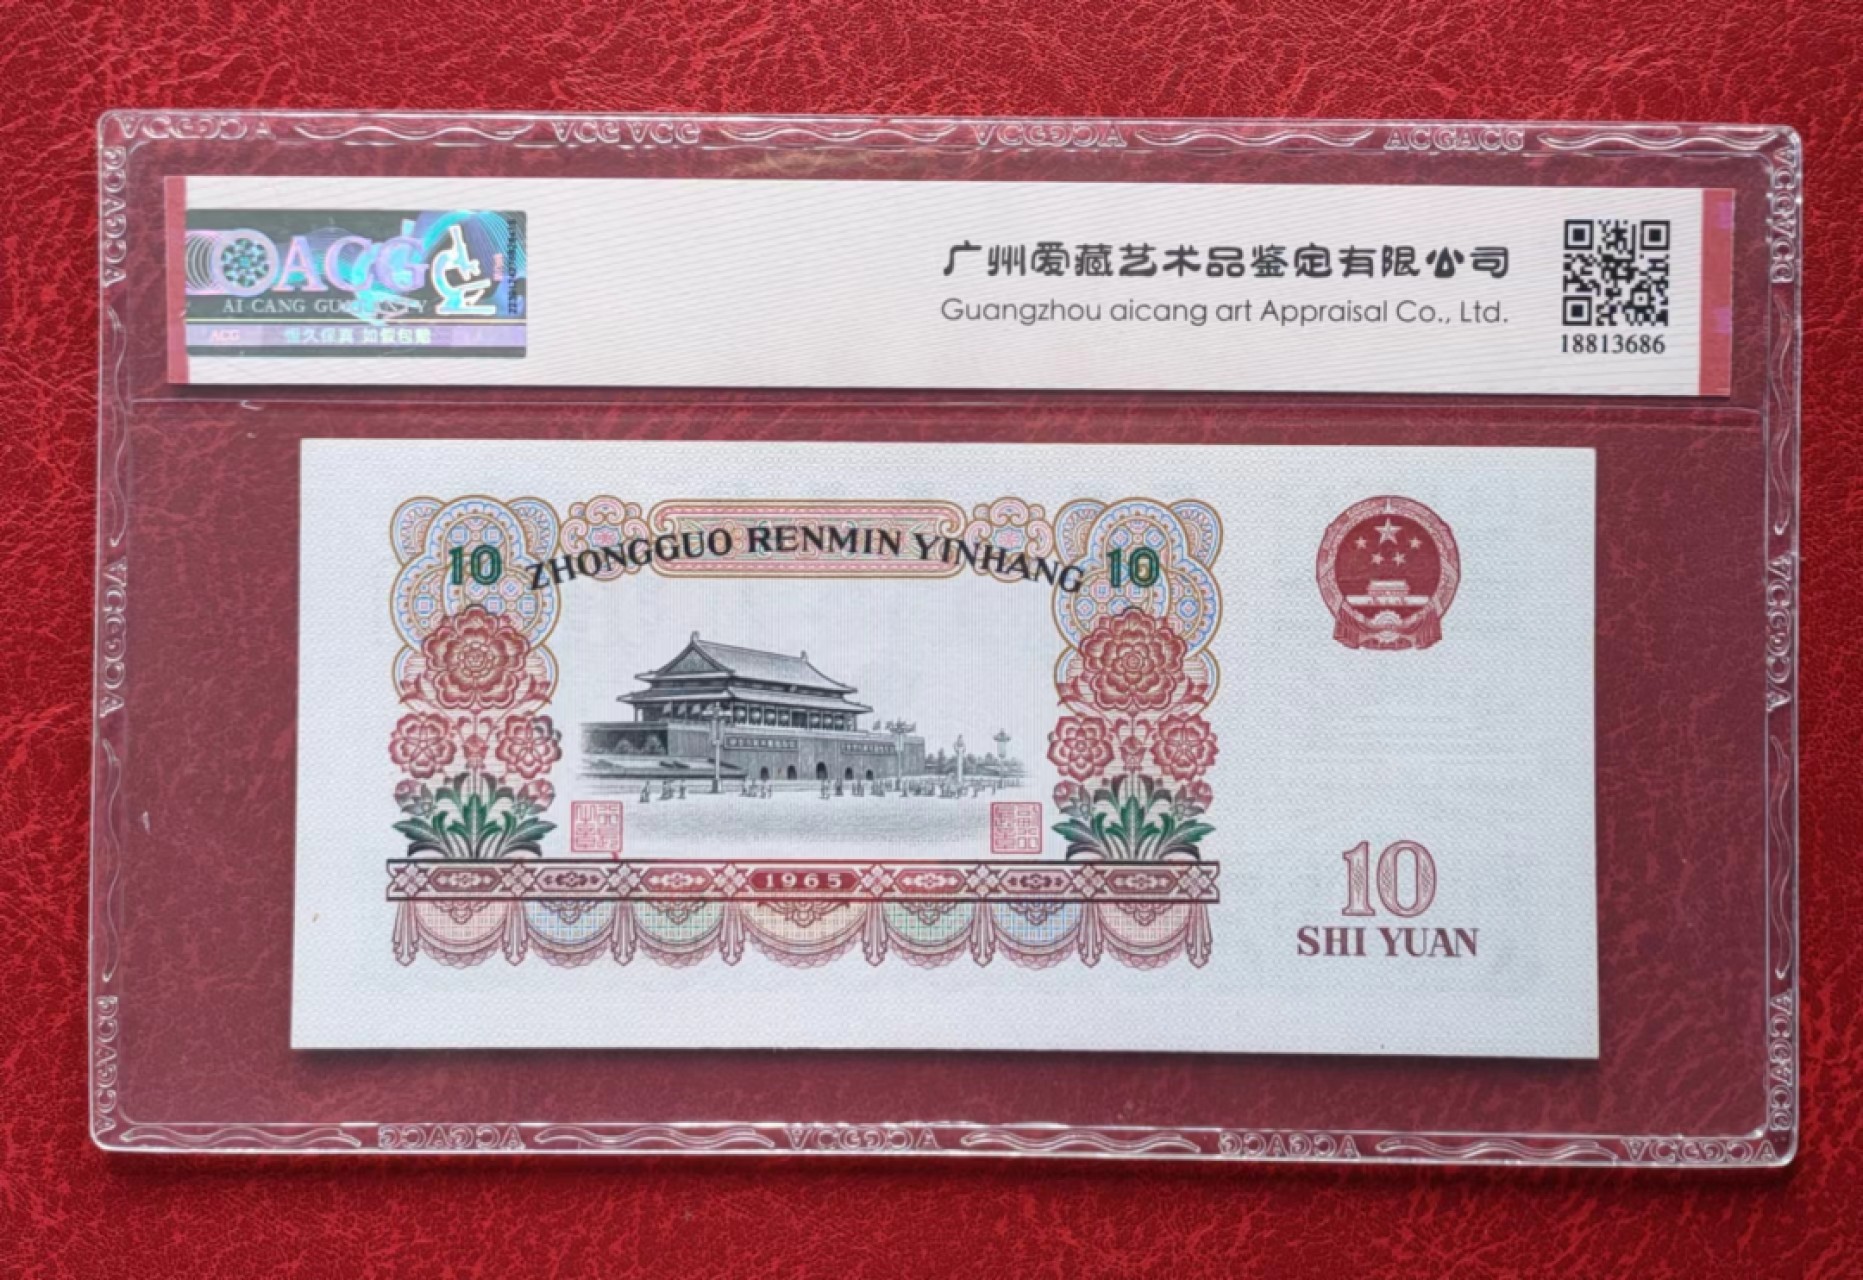 ACG
AI CANG GUARANTY
ACG 恒久保真 如假包赔
广州爱藏艺术品鉴定有限公司
Guangzhou aicang art Appraisal Co., Ltd.
18813686
10 ZHONGGUO RENMIN YINHANG 10
1965
10
SHI YUAN